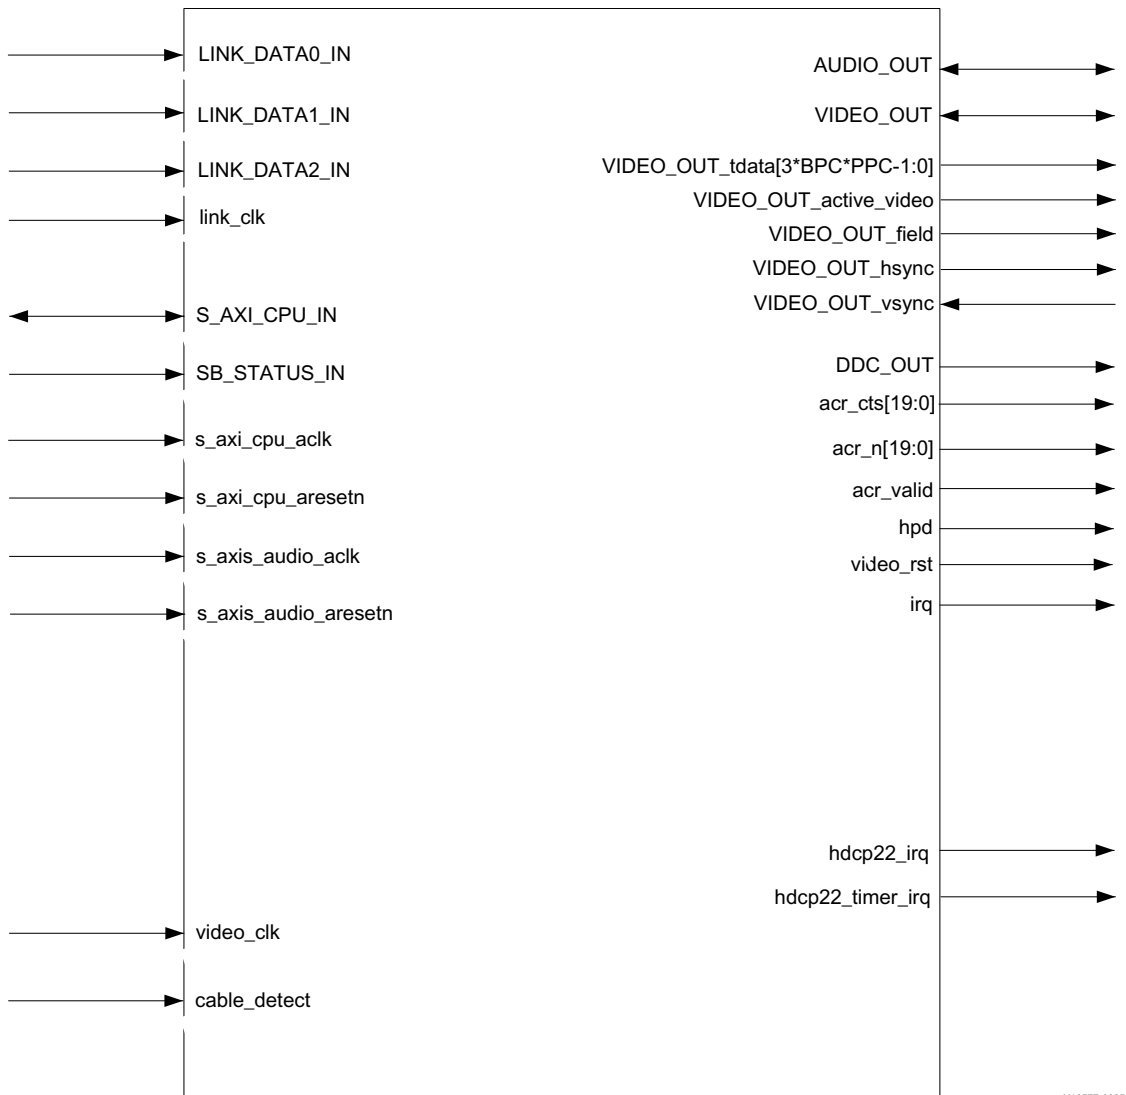 LINK_DATA0_IN
LINK_DATA1_IN
LINK_DATA2_IN
link_clk
S_AXI_CPU_IN
SB_STATUS_IN
s_axi_cpu_aclk
s_axi_cpu_aresetn
s_axis_audio_aclk
s_axis_audio_aresetn
video_clk
cable_detect
AUDIO_OUT
VIDEO_OUT
VIDEO_OUT_tdata[3*BPC*PPC-1:0]
VIDEO_OUT_active_video
VIDEO_OUT_field
VIDEO_OUT_hsync
VIDEO_OUT_vsync
DDC_OUT
acr_cts[19:0]
acr_n[19:0]
acr_valid
hpd
video_rst
irq
hdcp22_irq
hdcp22_timer_irq